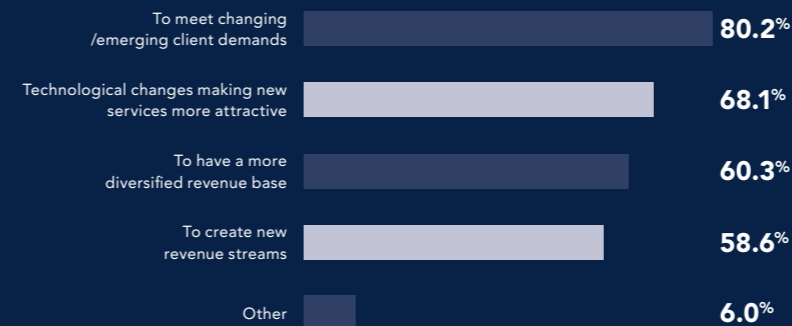 To meet changing
/emerging client demands
80.2%
Technological changes making new
services more attractive
68.1%
To have a more
diversified revenue base
60.3%
To create new
revenue streams
58.6%
Other
6.0%